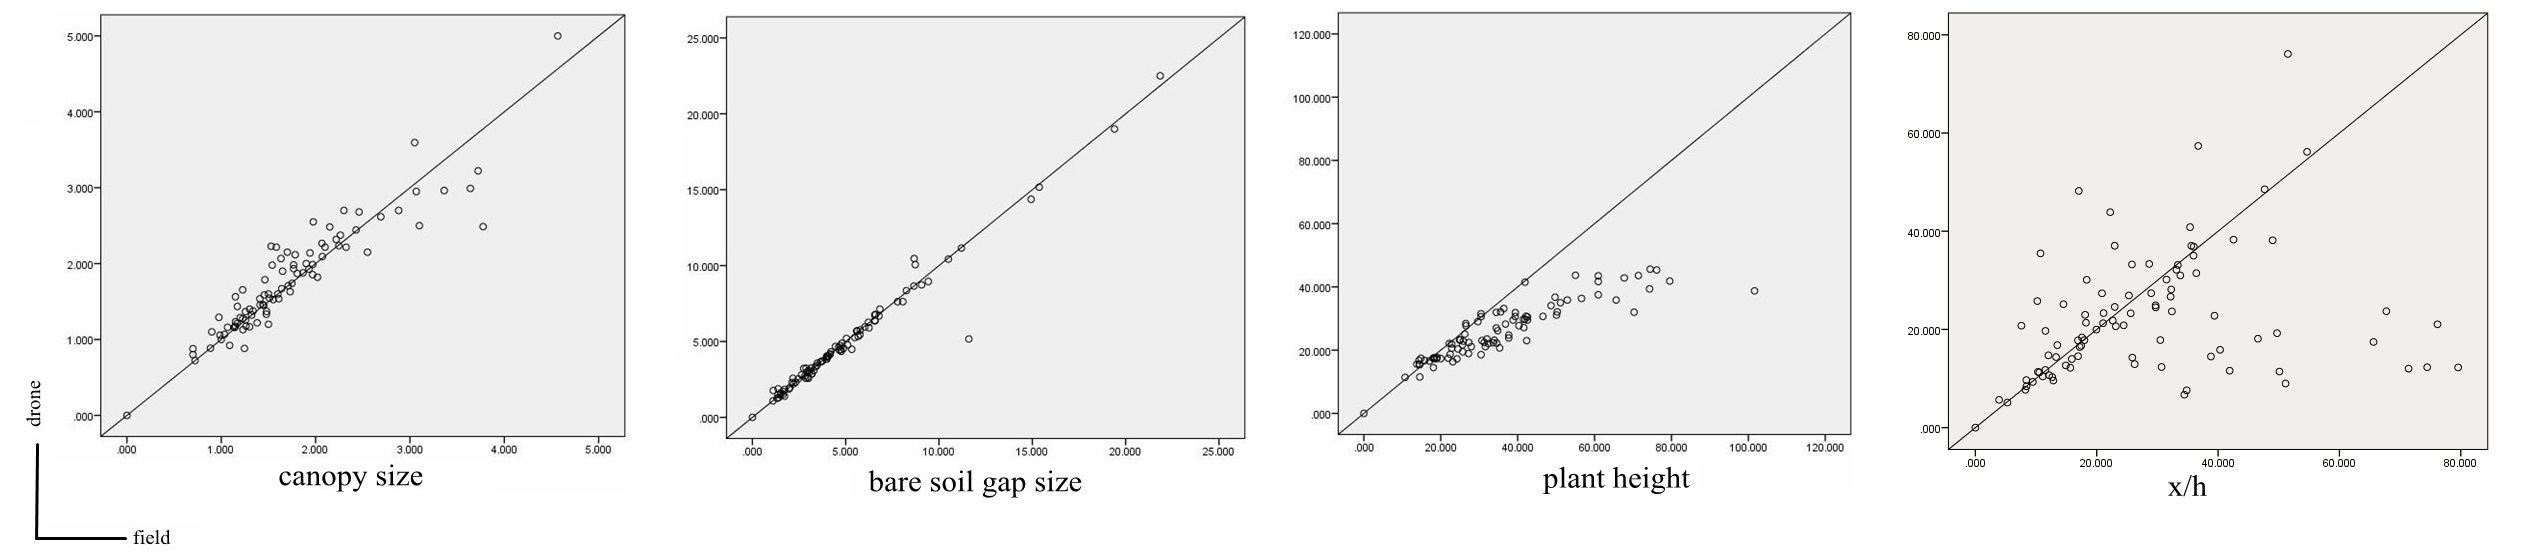 5.000
4.000
3.000
2.000
1.000
.000
.000 1.000 2.000 3.000 4.000 5.000
canopy size
25.000
20.000
15.000
10.000
5.000
.000
.000 5.000 10.000 15.000 20.000 25.000
bare soil gap size
120.000
100.000
80.000
60.000
40.000
20.000
.000
.000 20.000 40.000 60.000 80.000 100.000 120.000
plant height
80.000
60.000
40.000
20.000
.000
.000 20.000 40.000 60.000 80.000
x/h
drone
field